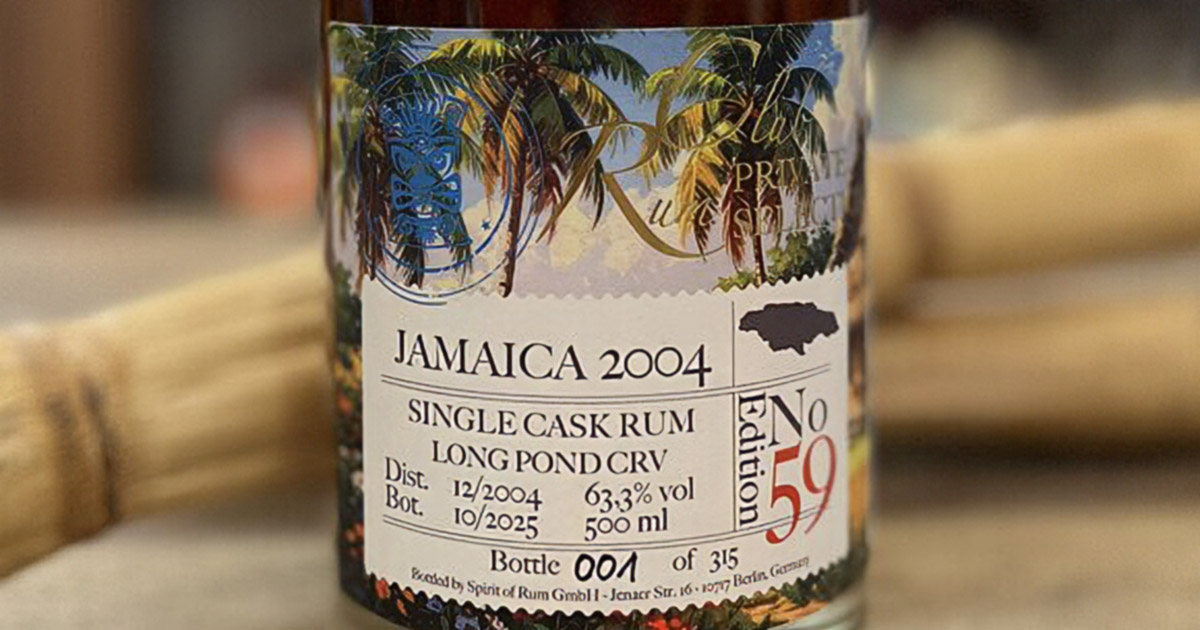 Rum
PRIVATE
SELECT
JAMAICA 2004
SINGLE CASK RUM
LONG POND CRV
Dist. 12/2004 63,3% vol
Bot. 10/2025 500 ml
Edition No 59
Bottle 001 of 315
Bottled by Spirit of Rum GmbH - Jenaer Str. 16 - 10717 Berlin, Germany